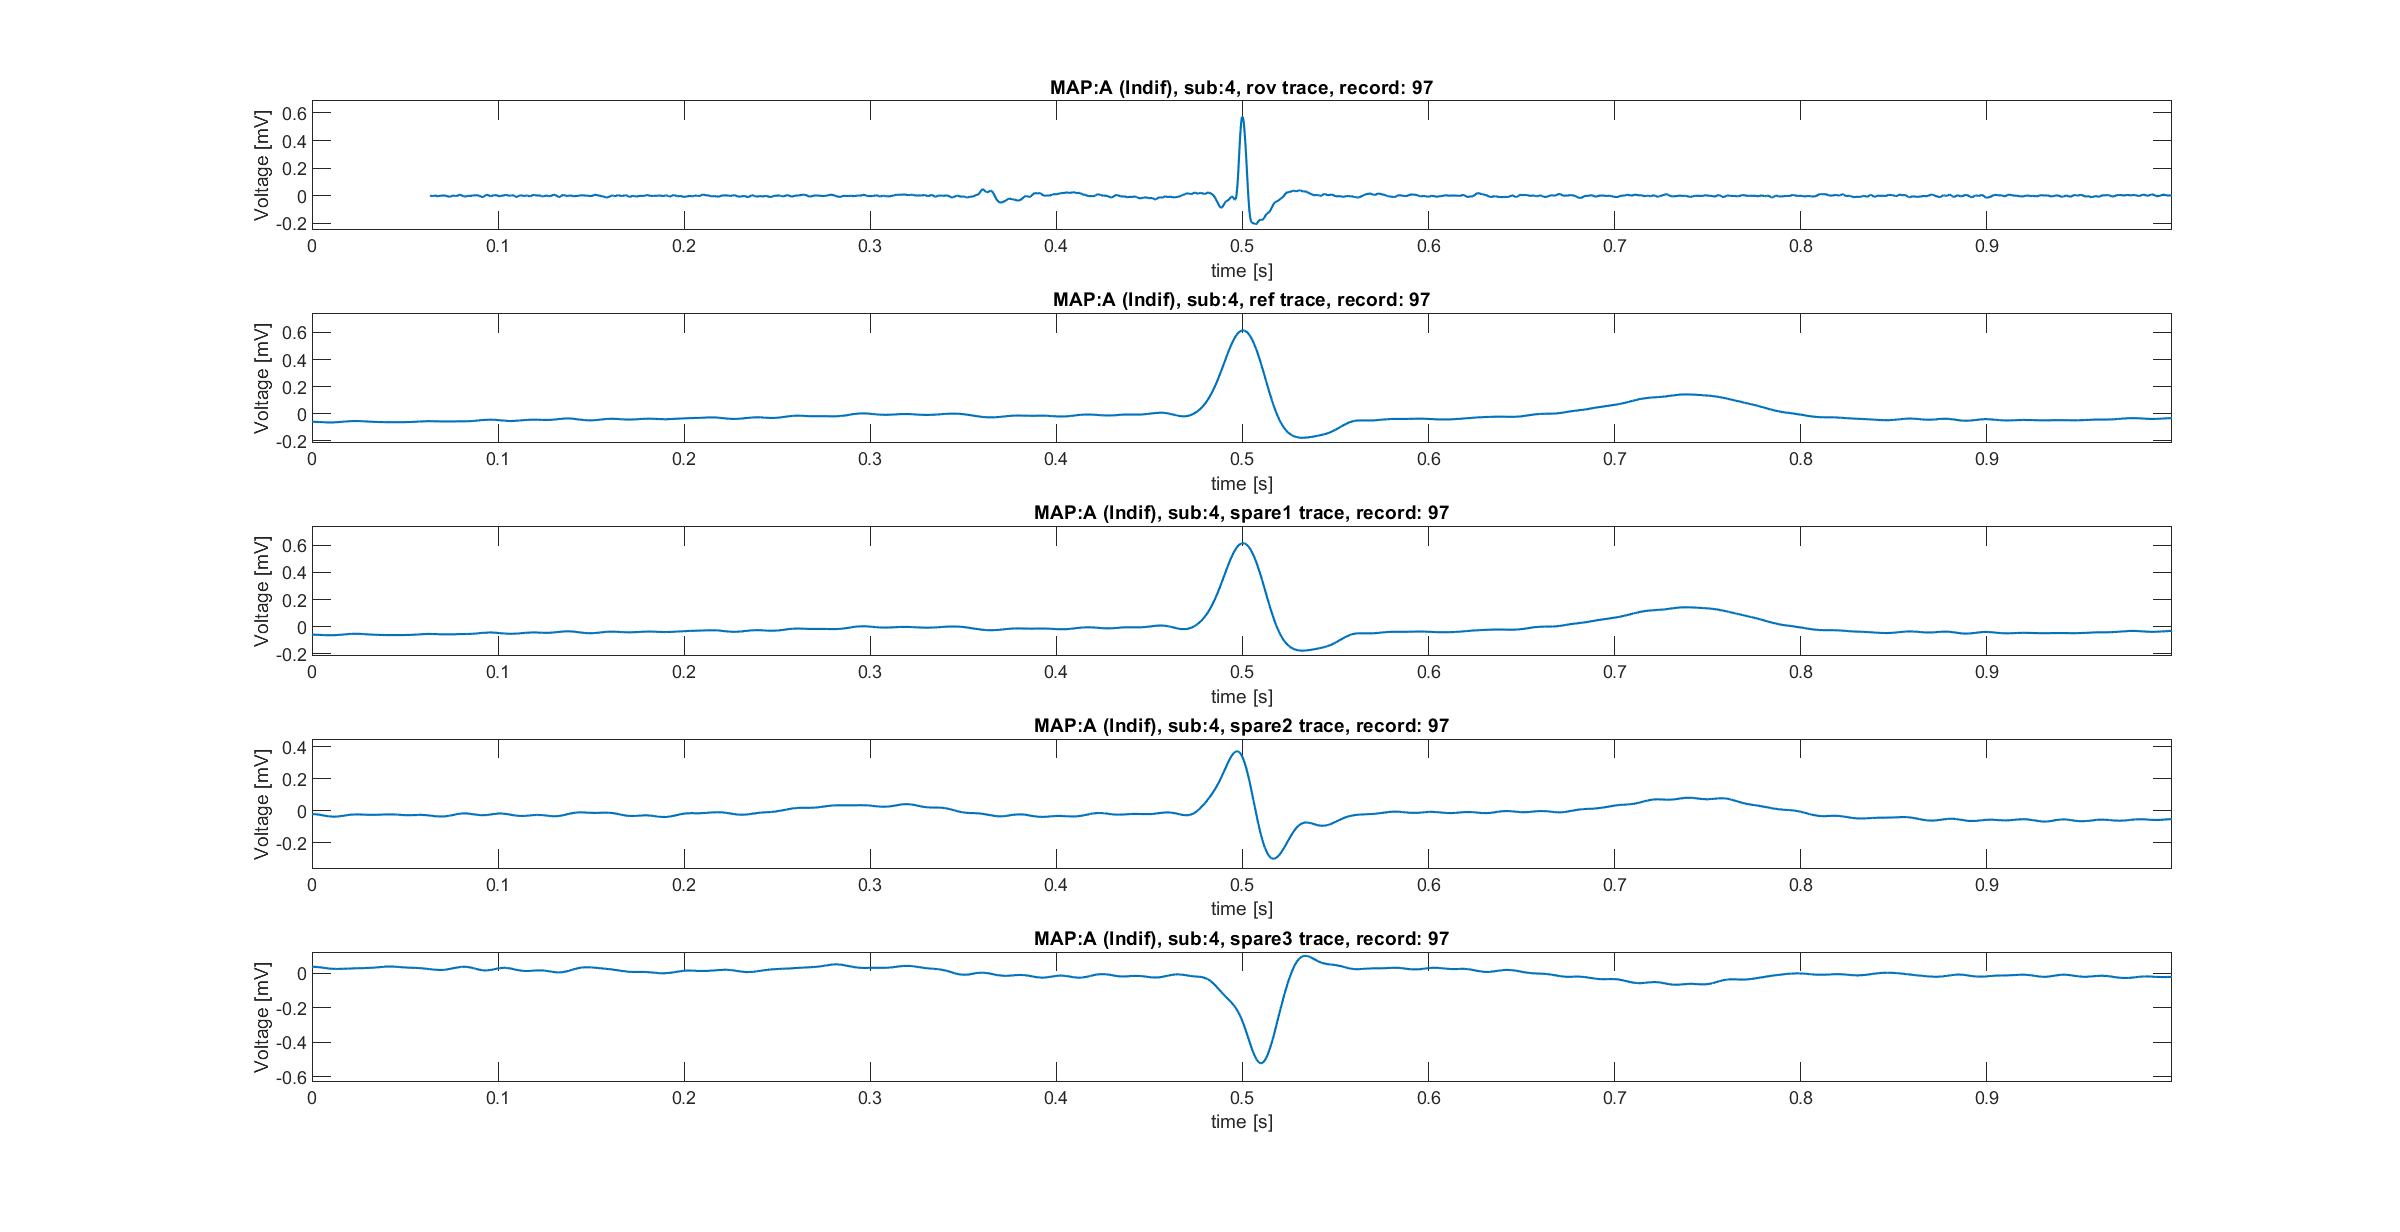 MAP:A (Indif), sub:4, rov trace, record: 97
Voltage [mV]
0.6
0.4
0.2
0
-0.2
0 0.1 0.2 0.3 0.4 0.5 0.6 0.7 0.8 0.9
time [s]
MAP:A (Indif), sub:4, ref trace, record: 97
Voltage [mV]
0.6
0.4
0.2
0
-0.2
0 0.1 0.2 0.3 0.4 0.5 0.6 0.7 0.8 0.9
time [s]
MAP:A (Indif), sub:4, spare1 trace, record: 97
Voltage [mV]
0.6
0.4
0.2
0
-0.2
0 0.1 0.2 0.3 0.4 0.5 0.6 0.7 0.8 0.9
time [s]
MAP:A (Indif), sub:4, spare2 trace, record: 97
Voltage [mV]
0.4
0.2
0
-0.2
0 0.1 0.2 0.3 0.4 0.5 0.6 0.7 0.8 0.9
time [s]
MAP:A (Indif), sub:4, spare3 trace, record: 97
Voltage [mV]
0
-0.2
-0.4
-0.6
0 0.1 0.2 0.3 0.4 0.5 0.6 0.7 0.8 0.9
time [s]